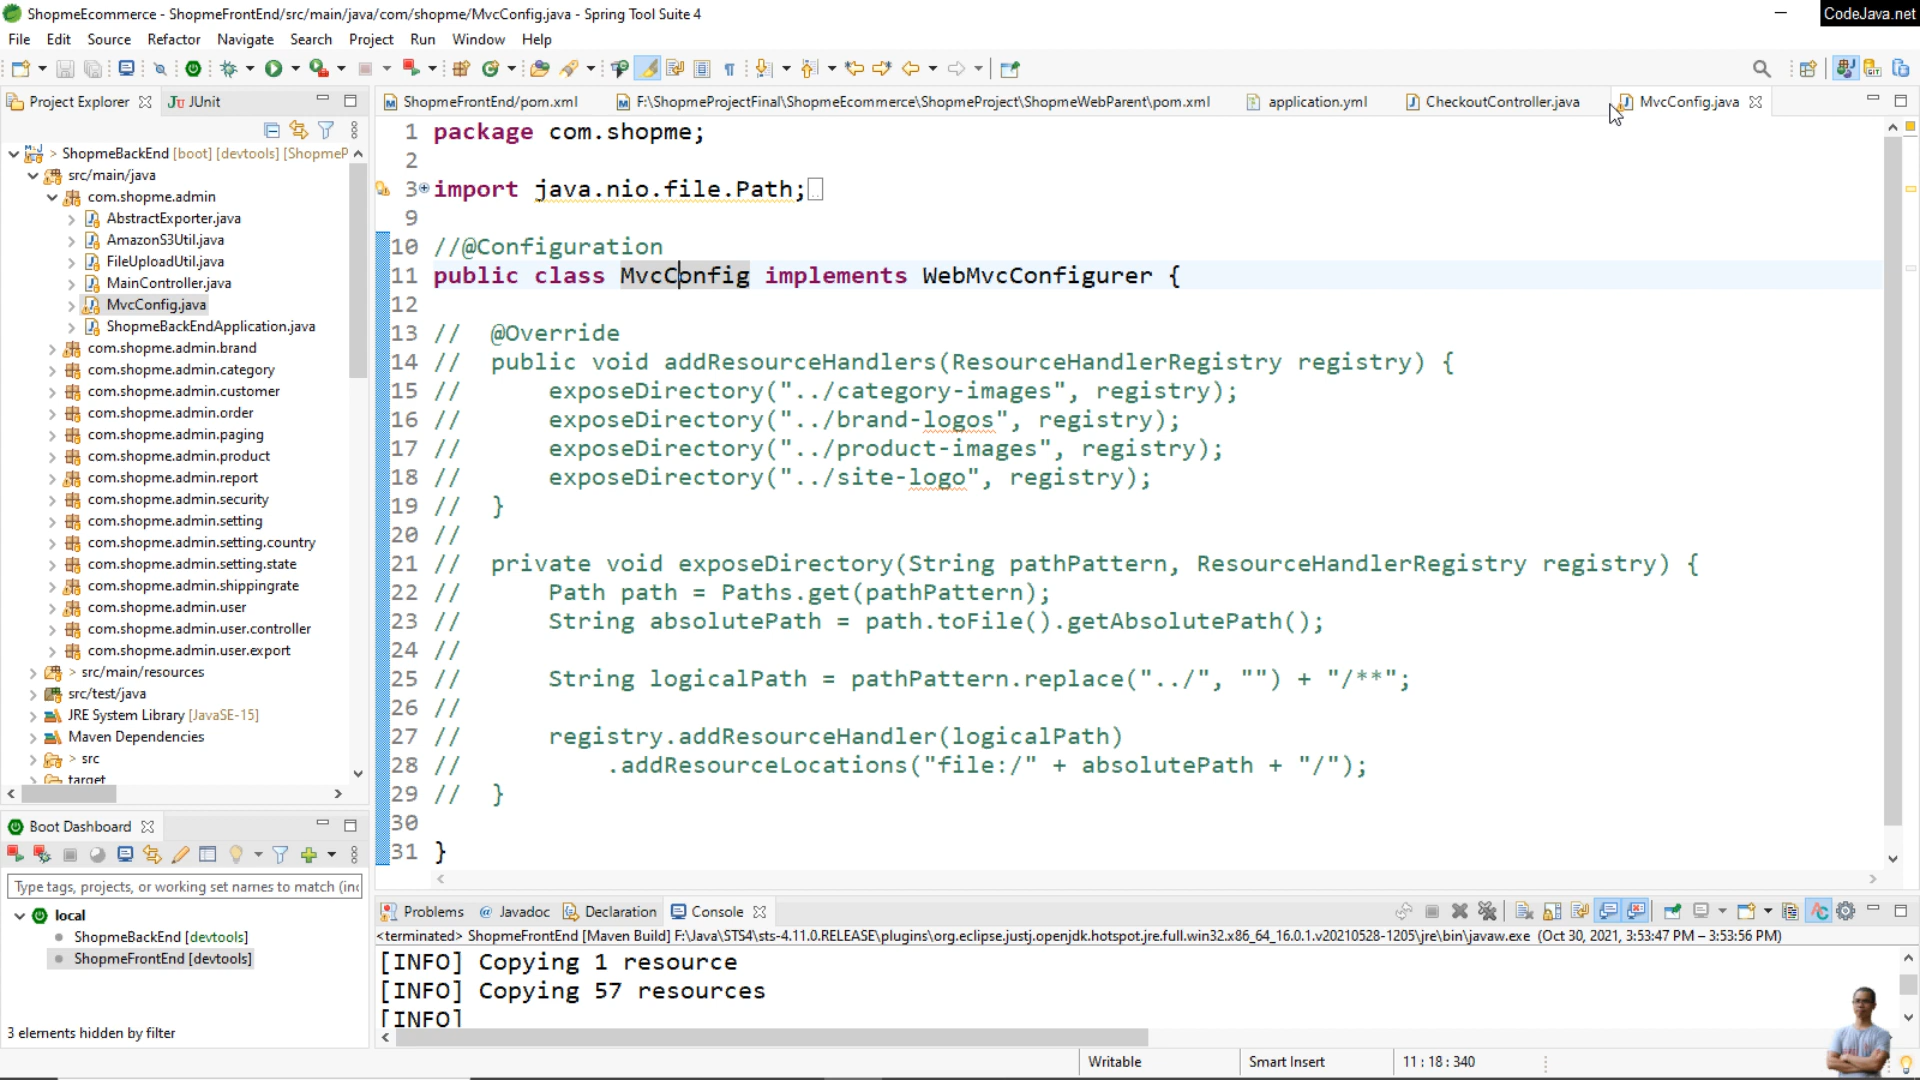 ShopmeEcommerce - ShopmeFrontEnd/src/main/java/com/shopme/MvcConfig.java - Spring Tool Suite 4
CodeJava.net
File Edit Source Refactor Navigate Search Project Run Window Help
Project Explorer
JUnit
ShopmeFrontEnd/pom.xml
F:\ShopmeProjectFinal\ShopmeEcommerce\ShopmeProject\ShopmeWebParent\pom.xml
application.yml
CheckoutController.java
MvcConfig.java
> ShopmeBackEnd [boot] [devtools] [ShopmeP
src/main/java
com.shopme.admin
AbstractExporter.java
AmazonS3Util.java
FileUploadUtil.java
MainController.java
MvcConfig.java
ShopmeBackEndApplication.java
com.shopme.admin.brand
com.shopme.admin.category
com.shopme.admin.customer
com.shopme.admin.order
com.shopme.admin.paging
com.shopme.admin.product
com.shopme.admin.report
com.shopme.admin.security
com.shopme.admin.setting
com.shopme.admin.setting.country
com.shopme.admin.setting.state
com.shopme.admin.shippingrate
com.shopme.admin.user
com.shopme.admin.user.controller
com.shopme.admin.user.export
> src/main/resources
src/test/java
JRE System Library [JavaSE-15]
Maven Dependencies
> src
target
1 package com.shopme;
2
3 import java.nio.file.Path;
9
10 //@Configuration
11 public class MvcConfig implements WebMvcConfigurer {
12
13 // @Override
14 // public void addResourceHandlers(ResourceHandlerRegistry registry) {
15 // exposeDirectory("../category-images", registry);
16 // exposeDirectory("../brand-logos", registry);
17 // exposeDirectory("../product-images", registry);
18 // exposeDirectory("../site-logo", registry);
19 // }
20 //
21 // private void exposeDirectory(String pathPattern, ResourceHandlerRegistry registry) {
22 // Path path = Paths.get(pathPattern);
23 // String absolutePath = path.toFile().getAbsolutePath();
24 //
25 // String logicalPath = pathPattern.replace("../", "") + "/**";
26 //
27 // registry.addResourceHandler(logicalPath)
28 // .addResourceLocations("file:/" + absolutePath + "/");
29 // }
30
31 }
Boot Dashboard
Type tags, projects, or working set names to match (inc
local
ShopmeBackEnd [devtools]
ShopmeFrontEnd [devtools]
3 elements hidden by filter
Problems @ Javadoc Declaration Console
<terminated> ShopmeFrontEnd [Maven Build] F:\Java\STS4\sts-4.11.0.RELEASE\plugins\org.eclipse.justj.openjdk.hotspot.jre.full.win32.x86_64_16.0.1.v20210528-1205\jre\bin\javaw.exe (Oct 30, 2021, 3:53:47 PM – 3:53:56 PM)
[INFO] Copying 1 resource
[INFO] Copying 57 resources
[INFO]
Writable
Smart Insert
11 : 18 : 340